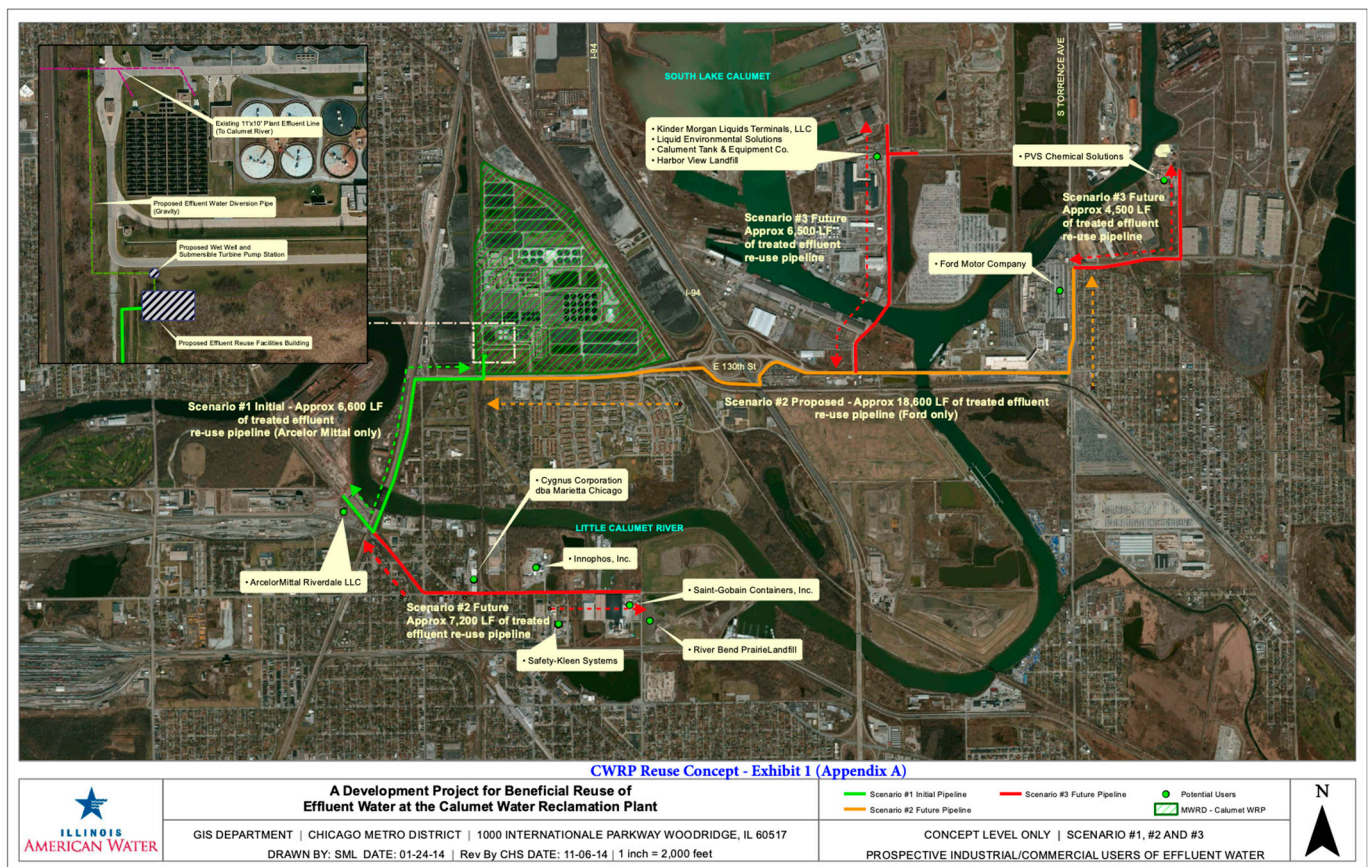 Existing 11'x10' Plant Effluent Line
(To Calumet River)
Proposed Effluent Water Diversion Pipe
(Gravity)
Proposed Wet Well and
Submersible Turbine Pump Station
Proposed Effluent Reuse Facilities Building
I-94
SOUTH LAKE CALUMET
S TORRENCE AVE
• Kinder Morgan Liquids Terminals, LLC
• Liquid Environmental Solutions
• Calument Tank & Equipment Co.
• Harbor View Landfill
• PVS Chemical Solutions
Scenario #3 Future
Approx 6,500 LF
of treated effluent
re-use pipeline
Scenario #3 Future
Approx 4,500 LF
of treated effluent
re-use pipeline
• Ford Motor Company
I-94
E 130th St
Scenario #1 Initial - Approx 6,600 LF
of treated effluent
re-use pipeline (Arcelor Mittal only)
Scenario #2 Proposed - Approx 18,600 LF of treated effluent
re-use pipeline (Ford only)
• Cygnus Corporation
dba Marietta Chicago
LITTLE CALUMET RIVER
• Innophos, Inc.
• ArcelorMittal Riverdale LLC
• Saint-Gobain Containers, Inc.
Scenario #2 Future
Approx 7,200 LF of treated
effluent re-use pipeline
• River Bend PrairieLandfill
• Safety-Kleen Systems
CWRP Reuse Concept - Exhibit 1 (Appendix A)
ILLINOIS
AMERICAN WATER
A Development Project for Beneficial Reuse of
Effluent Water at the Calumet Water Reclamation Plant
GIS DEPARTMENT | CHICAGO METRO DISTRICT | 1000 INTERNATIONALE PARKWAY WOODRIDGE, IL 60517
DRAWN BY: SML DATE: 01-24-14 | Rev By CHS DATE: 11-06-14 | 1 inch = 2,000 feet
Scenario #1 Initial Pipeline
Scenario #2 Future Pipeline
Scenario #3 Future Pipeline
Potential Users
MWRD - Calumet WRP
CONCEPT LEVEL ONLY | SCENARIO #1, #2 AND #3
PROSPECTIVE INDUSTRIAL/COMMERCIAL USERS OF EFFLUENT WATER
N